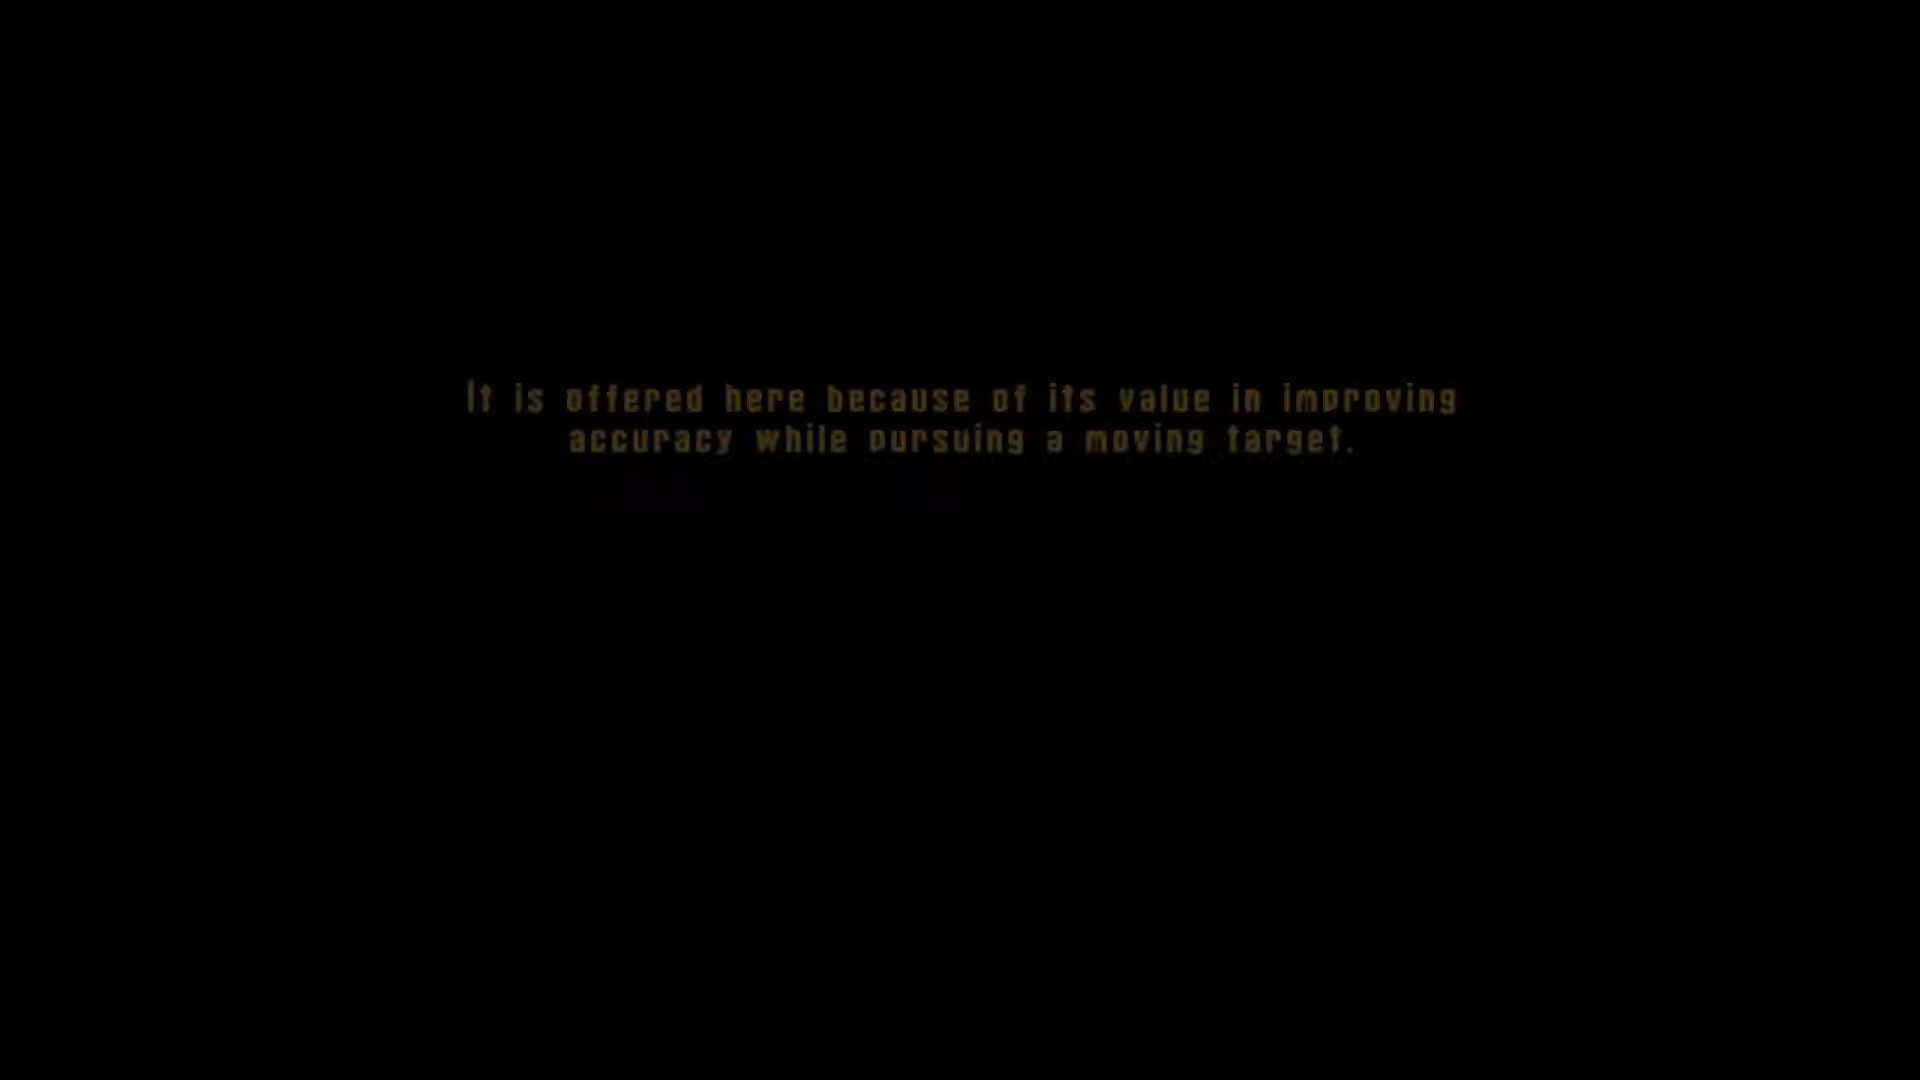 It is offered here because of its value in improving
accuracy while pursuing a moving target.